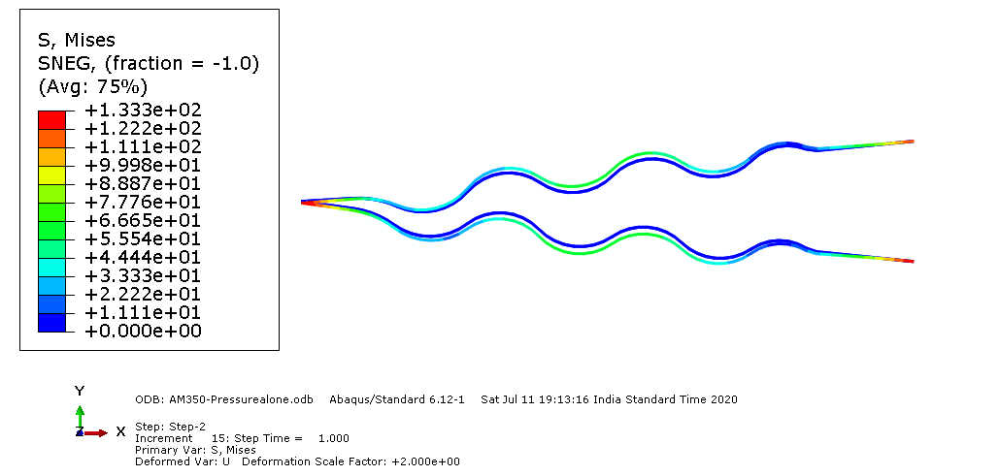 S, Mises
SNEG, (fraction = -1.0)
(Avg: 75%)
+1.333e+02
+1.222e+02
+1.111e+02
+9.998e+01
+8.887e+01
+7.776e+01
+6.665e+01
+5.554e+01
+4.444e+01
+3.333e+01
+2.222e+01
+1.111e+01
+0.000e+00
Y
Z X
ODB: AM350-Pressurealone.odb Abaqus/Standard 6.12-1 Sat Jul 11 19:13:16 India Standard Time 2020
Step: Step-2
Increment 15: Step Time = 1.000
Primary Var: S, Mises
Deformed Var: U Deformation Scale Factor: +2.000e+00